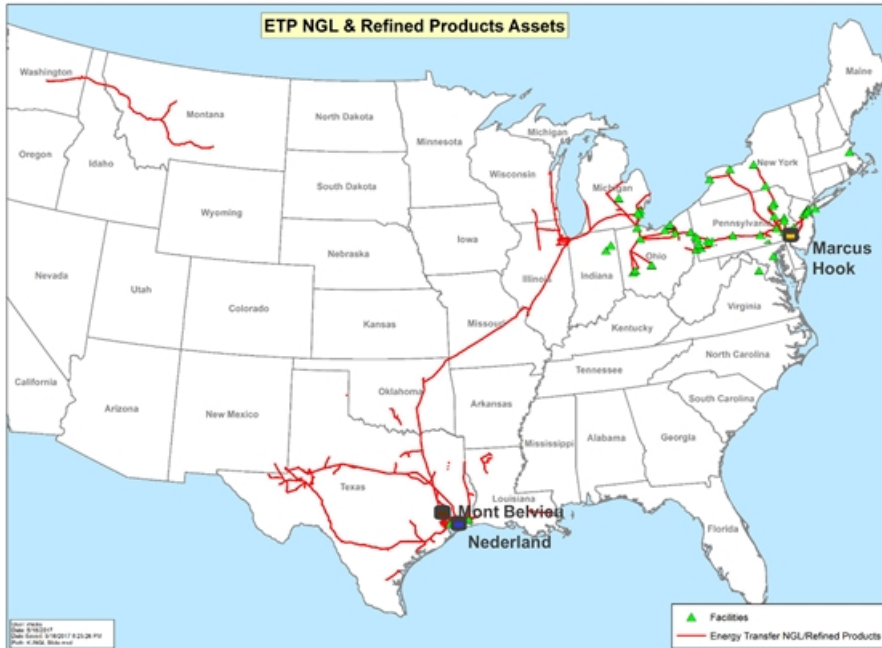 ETP NGL & Refined Products Assets
Washington
Maine
Montana
North Dakota
Minnesota
Michigan
Oregon
Idaho
Wisconsin
New York
South Dakota
Michigan
Wyoming
Pennsylvania
Iowa
Marcus
Hook
Nebraska
Ohio
Nevada
Illinois
Indiana
Utah
Virginia
Colorado
Kansas
Missouri
Kentucky
North Carolina
California
Tennessee
Oklahoma
Arkansas
South Carolina
Arizona
New Mexico
Mississippi
Alabama
Georgia
Texas
Louisiana
Mont Belvieu
Nederland
Florida
Facilities
Energy Transfer NGL/Refined Products